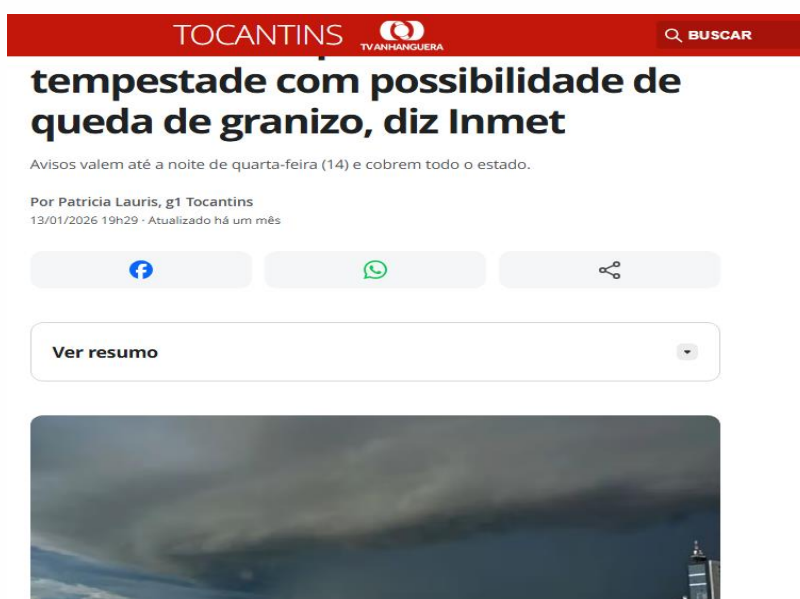 TOCANTINS
TV ANHANGUERA
BUSCAR
tempestade com possibilidade de
queda de granizo, diz Inmet
Avisos valem até a noite de quarta-feira (14) e cobrem todo o estado.
Por Patricia Lauris, g1 Tocantins
13/01/2026 19h29 · Atualizado há um mês
Ver resumo